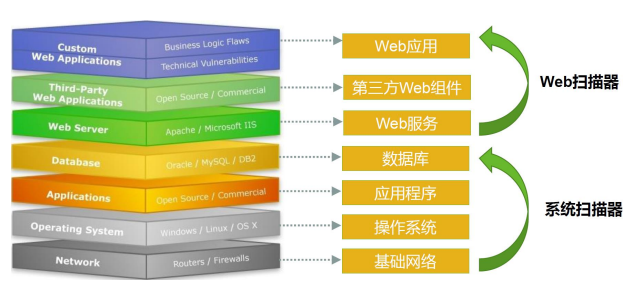 Custom
Web Applications
Business Logic Flaws
Technical Vulnerabilities
Web应用
Third-Party
Web Applications
Open Source / Commercial
第三方Web组件
Web扫描器
Web Server
Apache / Microsoft IIS
Web服务
Database
Oracle / MySQL / DB2
数据库
Applications
Open Source / Commercial
应用程序
系统扫描器
Operating System
Windows / Linux / OS X
操作系统
Network
Routers / Firewalls
基础网络